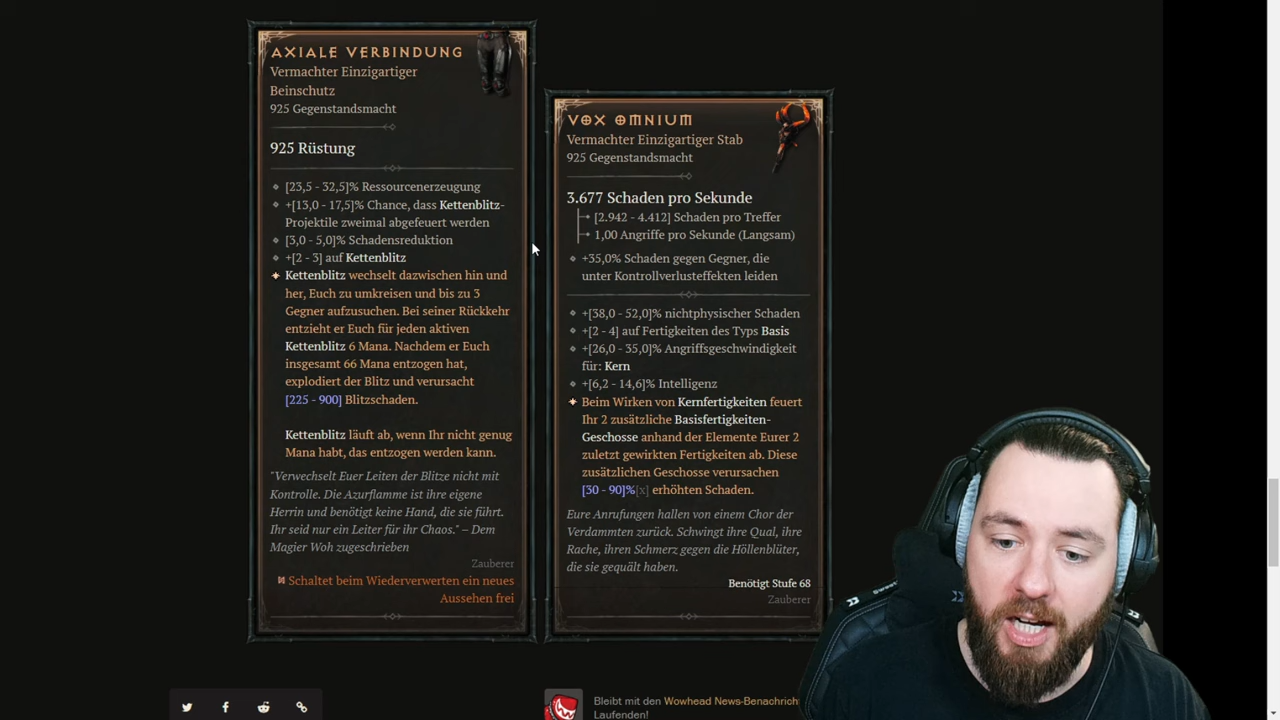 AXIALE VERBINDUNG
Vermachter Einzigartiger
Beinschutz
925 Gegenstandsmacht
925 Rüstung
[23,5 - 32,5]% Ressourcenerzeugung
+[13,0 - 17,5]% Chance, dass Kettenblitz-
Projektile zweimal abgefeuert werden
[3,0 - 5,0]% Schadensreduktion
+[2 - 3] auf Kettenblitz
Kettenblitz wechselt dazwischen hin und
her, Euch zu umkreisen und bis zu 3
Gegner aufzusuchen. Bei seiner Rückkehr
entzieht er Euch für jeden aktiven
Kettenblitz 6 Mana. Nachdem er Euch
insgesamt 66 Mana entzogen hat,
explodiert der Blitz und verursacht
[225 - 900] Blitzschaden.
Kettenblitz läuft ab, wenn Ihr nicht genug
Mana habt, das entzogen werden kann.
"Verwechselt Euer Leiten der Blitze nicht mit
Kontrolle. Die Azurflamme ist ihre eigene
Herrin und benötigt keine Hand, die sie führt.
Ihr seid nur ein Leiter für ihr Chaos." – Dem
Magier Woh zugeschrieben
Zauberer
Schaltet beim Wiederverwerten ein neues
Aussehen frei
VOX OMNIUM
Vermachter Einzigartiger Stab
925 Gegenstandsmacht
3.677 Schaden pro Sekunde
[2.942 - 4.412] Schaden pro Treffer
1,00 Angriffe pro Sekunde (Langsam)
+35,0% Schaden gegen Gegner, die
unter Kontrollverlusteffekten leiden
+[38,0 - 52,0]% nichtphysischer Schaden
+[2 - 4] auf Fertigkeiten des Typs Basis
+[26,0 - 35,0]% Angriffsgeschwindigkeit
für: Kern
+[6,2 - 14,6]% Intelligenz
Beim Wirken von Kernfertigkeiten feuert
Ihr 2 zusätzliche Basisfertigkeiten-
Geschosse anhand der Elemente Eurer 2
zuletzt gewirkten Fertigkeiten ab. Diese
zusätzlichen Geschosse verursachen
[30 - 90]%[x] erhöhten Schaden.
Eure Anrufungen hallen von einem Chor der
Verdammten zurück. Schwingt ihre Qual, ihre
Rache, ihren Schmerz gegen die Höllenblüter,
die sie gequält haben.
Benötigt Stufe 68
Zauberer
Bleibt mit den Wowhead News-Benachrich
Laufenden!